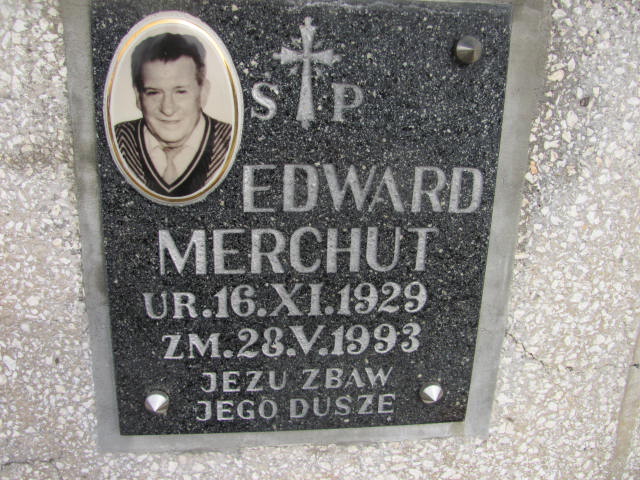 S P
EDWARD
MERCHUT
UR.16.XI.1929
ZM.28.V.1993
JEZU ZBAW
JEGO DUSZE